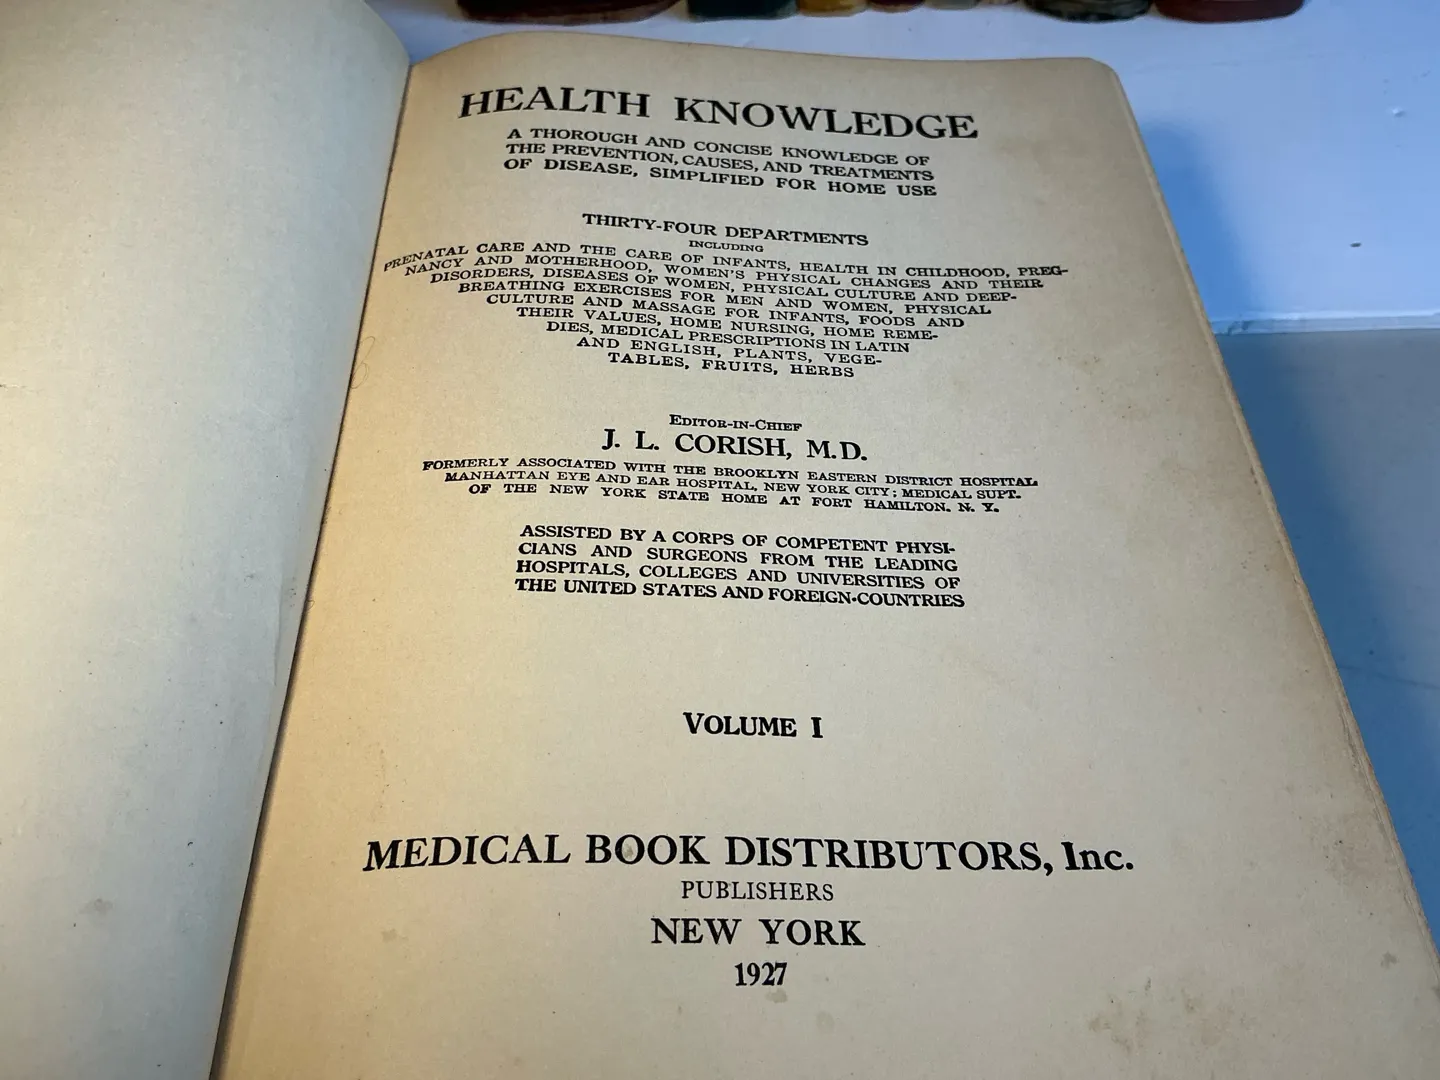 HEALTH KNOWLEDGE
A THOROUGH AND CONCISE KNOWLEDGE OF
THE PREVENTION, CAUSES, AND TREATMENTS
OF DISEASE, SIMPLIFIED FOR HOME USE
THIRTY-FOUR DEPARTMENTS
INCLUDING
PRENATAL CARE AND THE CARE OF INFANTS, HEALTH IN CHILDHOOD, PREG-
NANCY AND MOTHERHOOD, WOMEN'S PHYSICAL CHANGES AND THEIR
DISORDERS, DISEASES OF WOMEN, PHYSICAL CULTURE AND DEEP-
BREATHING EXERCISES FOR MEN AND WOMEN, PHYSICAL
CULTURE AND MASSAGE FOR INFANTS, FOODS AND
THEIR VALUES, HOME NURSING, HOME REME-
DIES, MEDICAL PRESCRIPTIONS IN LATIN
AND ENGLISH, PLANTS, VEGE-
TABLES, FRUITS, HERBS
EDITOR-IN-CHIEF
J. L. CORISH, M.D.
FORMERLY ASSOCIATED WITH THE BROOKLYN EASTERN DISTRICT HOSPITAL
MANHATTAN EYE AND EAR HOSPITAL, NEW YORK CITY; MEDICAL SUPT.
OF THE NEW YORK STATE HOME AT FORT HAMILTON. N. Y.
ASSISTED BY A CORPS OF COMPETENT PHYSI-
CIANS AND SURGEONS FROM THE LEADING
HOSPITALS, COLLEGES AND UNIVERSITIES OF
THE UNITED STATES AND FOREIGN·COUNTRIES
VOLUME I
MEDICAL BOOK DISTRIBUTORS, Inc.
PUBLISHERS
NEW YORK
1927